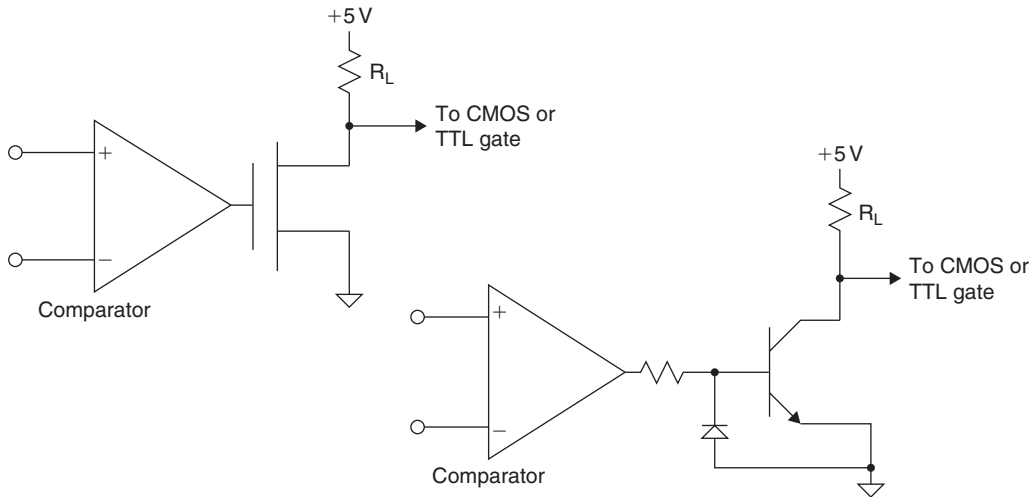 +5 V
R_L
To CMOS or
TTL gate
+
−
Comparator
+5 V
R_L
To CMOS or
TTL gate
+
−
Comparator